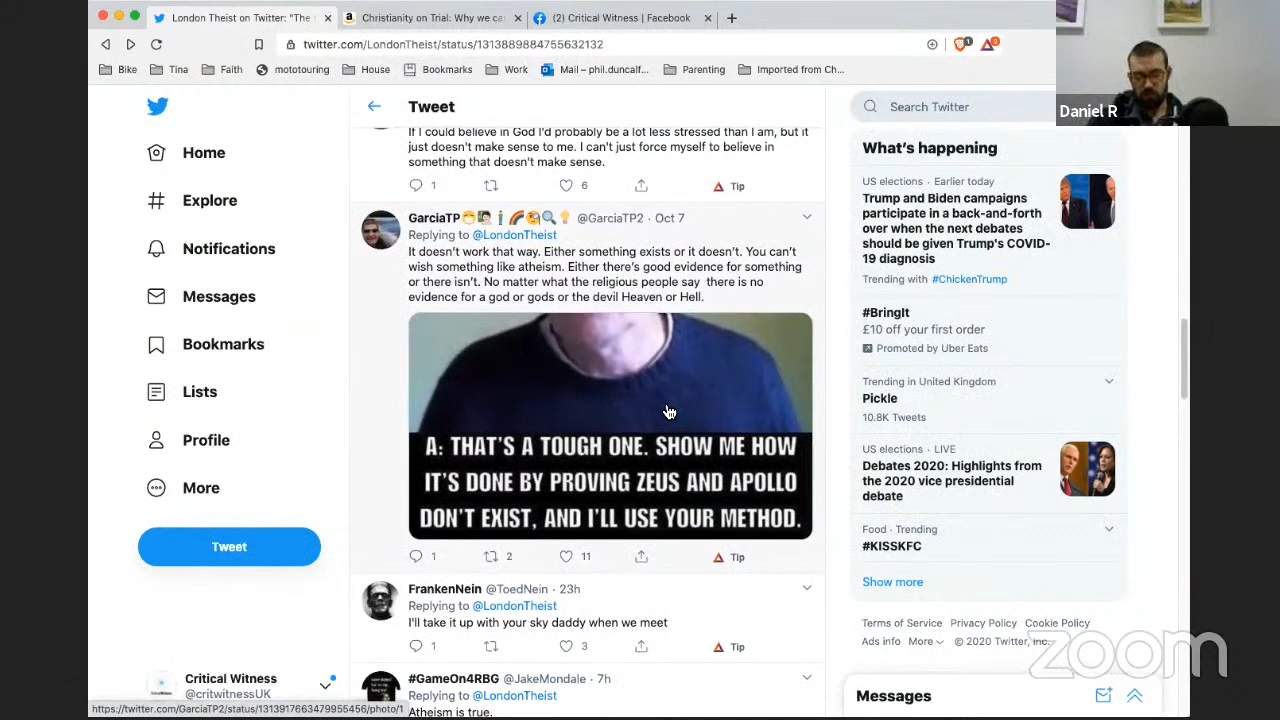 London Theist on Twitter: "The
Christianity on Trial: Why we ca
(2) Critical Witness | Facebook
twitter.com/LondonTheist/status/1313889884755632132
1
2
Bike
Tina
Faith
mototouring
House
Bookmarks
Work
Mail – phil.duncalf...
Parenting
Imported from Ch...
Daniel R
Home
Explore
Notifications
Messages
Bookmarks
Lists
Profile
More
Tweet
Critical Witness
@critwitnessUK
Tweet
If I could believe in God I'd probably be a lot less stressed than I am, but it
just doesn't make sense to me. I can't just force myself to believe in
something that doesn't make sense.
1
6
Tip
GarciaTP
@GarciaTP2 · Oct 7
Replying to @LondonTheist
It doesn't work that way. Either something exists or it doesn't. You can't
wish something like atheism. Either there's good evidence for something
or there isn't. No matter what the religious people say there is no
evidence for a god or gods or the devil Heaven or Hell.
A: THAT'S A TOUGH ONE. SHOW ME HOW
IT'S DONE BY PROVING ZEUS AND APOLLO
DON'T EXIST, AND I'LL USE YOUR METHOD.
1
2
11
Tip
FrankenNein @ToedNein · 23h
Replying to @LondonTheist
I'll take it up with your sky daddy when we meet
1
3
Tip
#GameOn4RBG @JakeMondale · 7h
Replying to @LondonTheist
Atheism is true.
Search Twitter
What's happening
US elections · Earlier today
Trump and Biden campaigns
participate in a back-and-forth
over when the next debates
should be given Trump's COVID-
19 diagnosis
Trending with #ChickenTrump
#BringIt
£10 off your first order
Promoted by Uber Eats
Trending in United Kingdom
Pickle
10.8K Tweets
US elections · LIVE
Debates 2020: Highlights from
the 2020 vice presidential
debate
Food · Trending
#KISSKFC
Show more
Terms of Service Privacy Policy Cookie Policy
Ads info More © 2020 Twitter, Inc.
zoom
Messages
https://twitter.com/GarciaTP2/status/1313917663479955456/photo/1